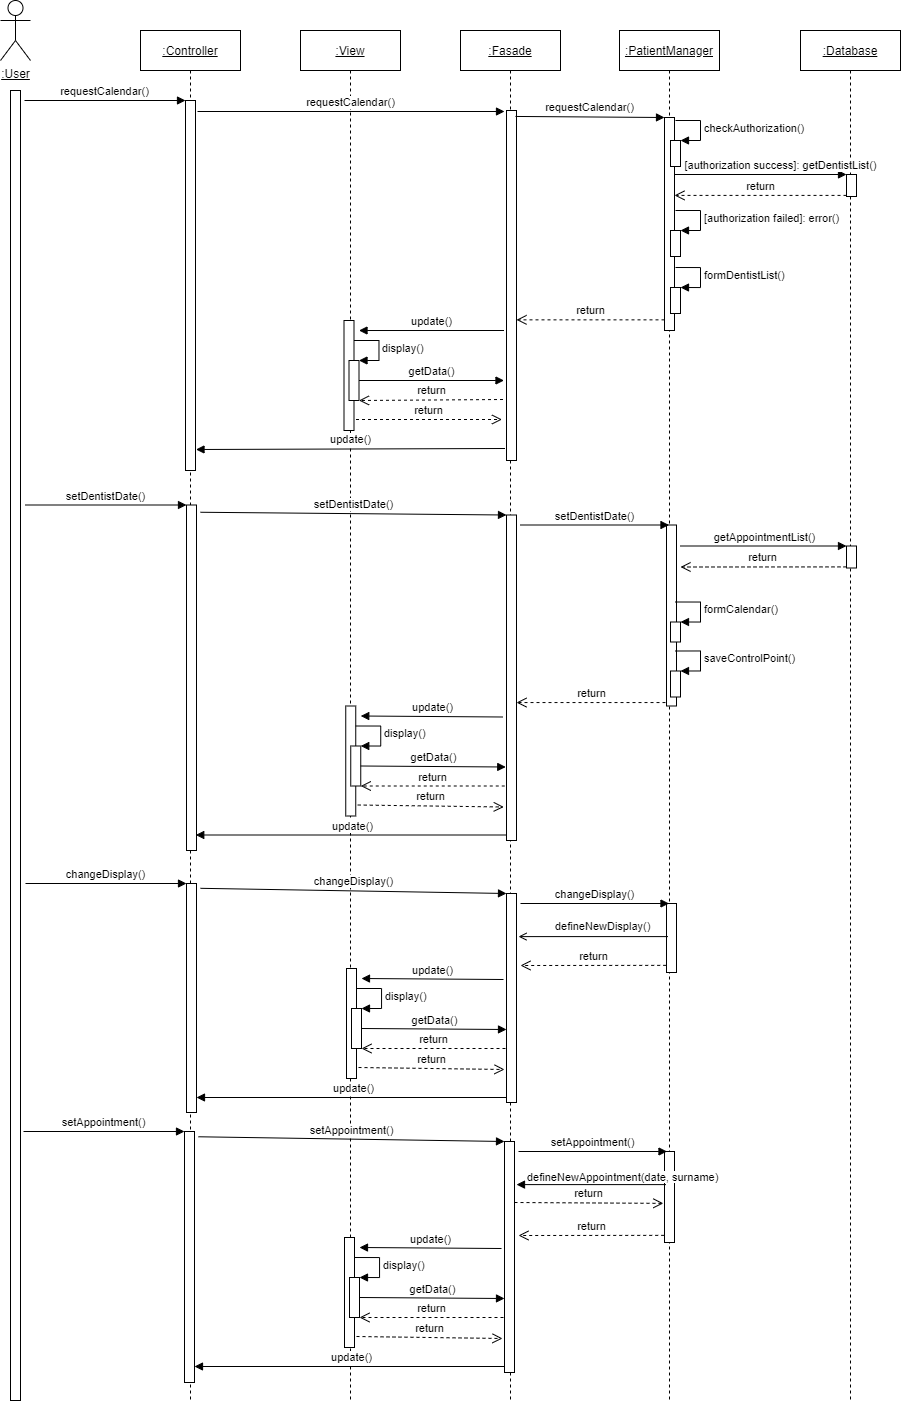 :User
:Controller
:View
:Fasade
:PatientManager
:Database
requestCalendar()
requestCalendar()
requestCalendar()
checkAuthorization()
[authorization success]: getDentistList()
return
[authorization failed]: error()
formDentistList()
return
update()
display()
getData()
return
return
update()
setDentistDate()
setDentistDate()
setDentistDate()
getAppointmentList()
return
formCalendar()
saveControlPoint()
return
update()
display()
getData()
return
return
update()
changeDisplay()
changeDisplay()
changeDisplay()
defineNewDisplay()
return
update()
display()
getData()
return
return
update()
setAppointment()
setAppointment()
setAppointment()
defineNewAppointment(date, surname)
return
return
update()
display()
getData()
return
return
update()